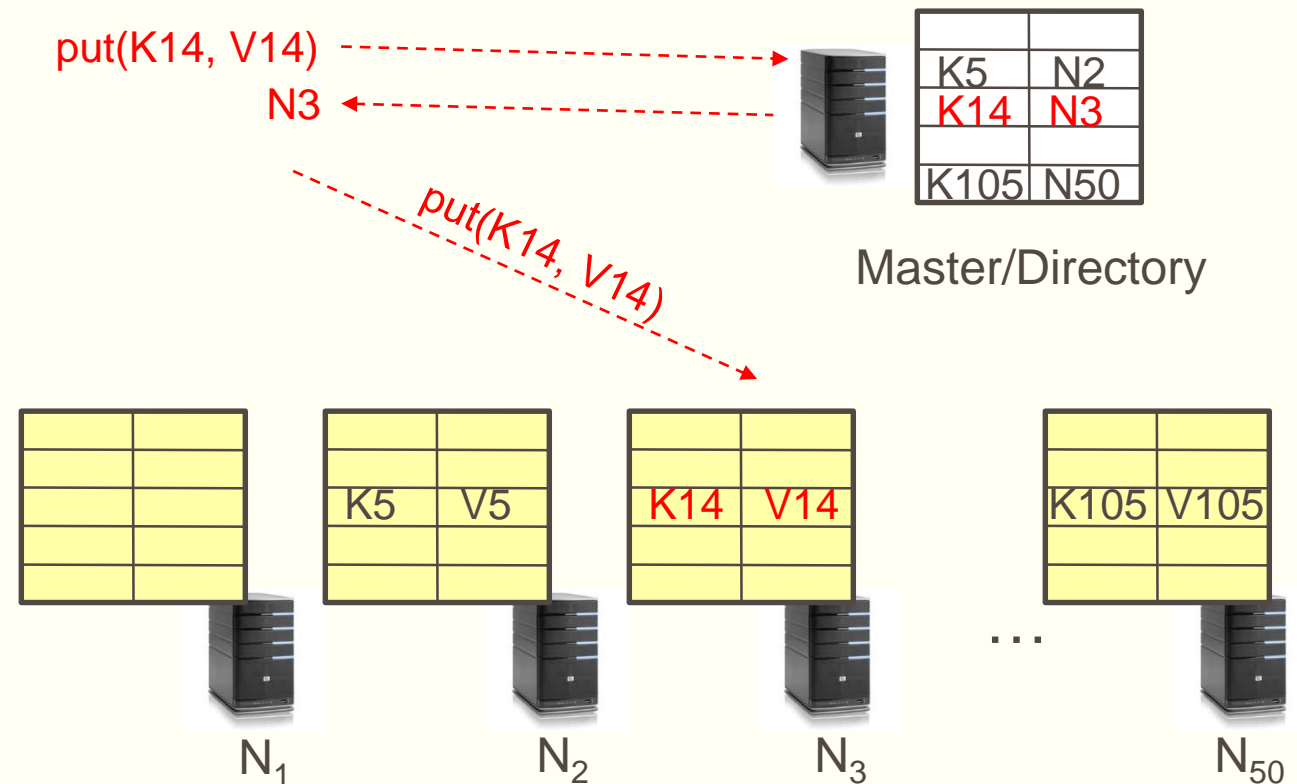 put(K14, V14)
N3
K5 N2
K14 N3
K105 N50
Master/Directory
put(K14, V14)
K5 V5
K14 V14
K105 V105
...
N1
N2
N3
N50